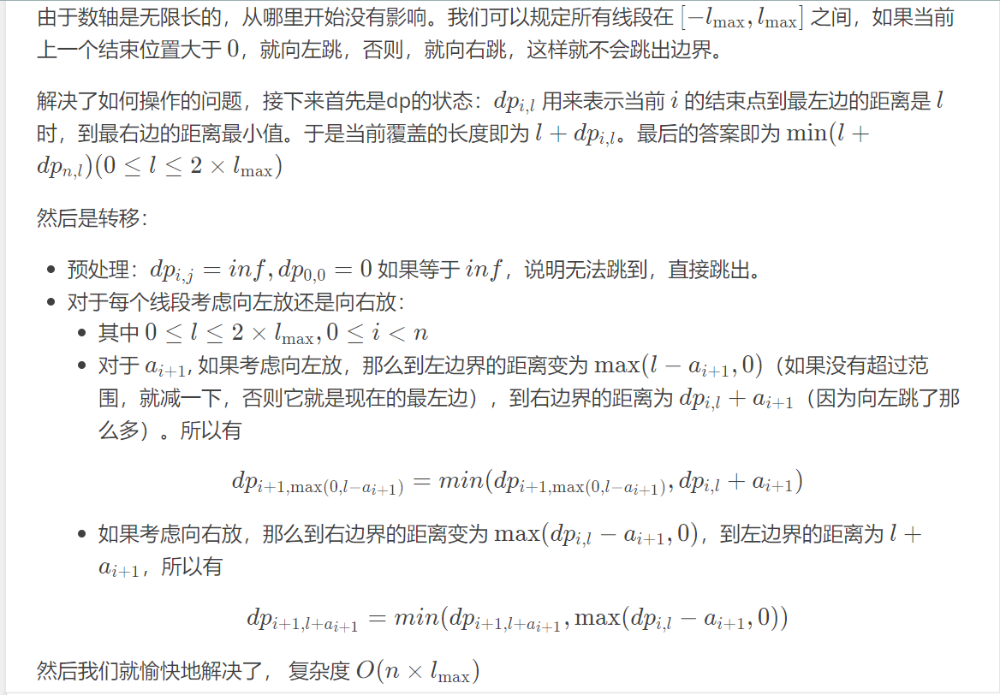 由于数轴是无限长的，从哪里开始没有影响。我们可以规定所有线段在 $[-l_{\max}, l_{\max}]$ 之间，如果当前
上一个结束位置大于 $0$，就向左跳，否则，就向右跳，这样就不会跳出边界。
解决了如何操作的问题，接下来首先是dp的状态：$dp_{i,l}$ 用来表示当前 $i$ 的结束点到最左边的距离是 $l$
时，到最右边的距离最小值。于是当前覆盖的长度即为 $l + dp_{i,l}$。最后的答案即为 $\min(l +$
$dp_{n,l})(0 \le l \le 2 \times l_{\max})$
然后是转移：
• 预处理：$dp_{i,j} = inf, dp_{0,0} = 0$ 如果等于 $inf$，说明无法跳到，直接跳出。
• 对于每个线段考虑向左放还是向右放：
• 其中 $0 \le l \le 2 \times l_{\max}, 0 \le i < n$
• 对于 $a_{i+1}$, 如果考虑向左放，那么到左边界的距离变为 $\max(l - a_{i+1}, 0)$（如果没有超过范
围，就减一下，否则它就是现在的最左边），到右边界的距离为 $dp_{i,l} + a_{i+1}$（因为向左跳了那
么多）。所以有
$dp_{i+1,\max(0,l-a_{i+1})} = min(dp_{i+1,\max(0,l-a_{i+1})}, dp_{i,l} + a_{i+1})$
• 如果考虑向右放，那么到右边界的距离变为 $\max(dp_{i,l} - a_{i+1}, 0)$，到左边界的距离为 $l +$
$a_{i+1}$，所以有
$dp_{i+1,l+a_{i+1}} = min(dp_{i+1,l+a_{i+1}}, \max(dp_{i,l} - a_{i+1}, 0))$
然后我们就愉快地解决了， 复杂度 $O(n \times l_{\max})$